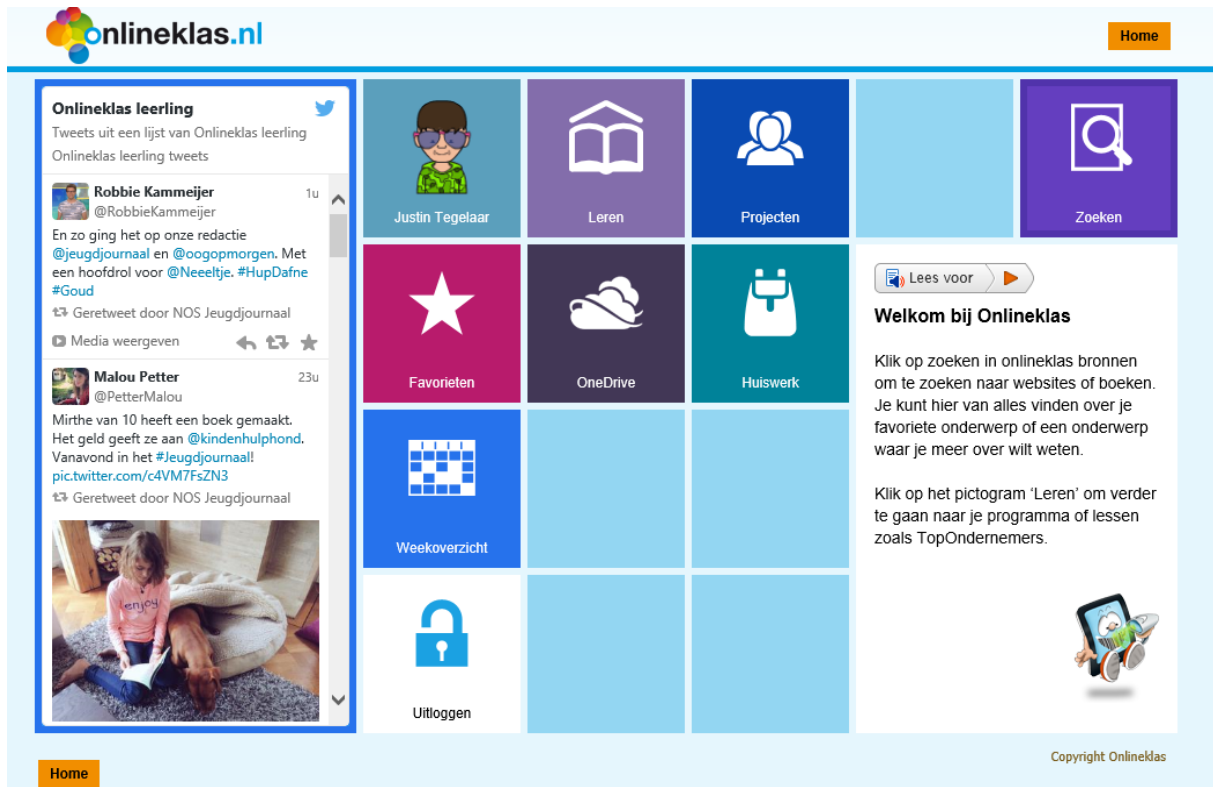 onlineklas.nl
Home
Onlineklas leerling
Tweets uit een lijst van Onlineklas leerling
Onlineklas leerling tweets
Robbie Kammeijer 1u
@RobbieKammeijer
En zo ging het op onze redactie
@jeugdjournaal en @oogopmorgen. Met
een hoofdrol voor @Neeeltje. #HupDafne
#Goud
Geretweet door NOS Jeugdjournaal
Media weergeven
Malou Petter 23u
@PetterMalou
Mirthe van 10 heeft een boek gemaakt.
Het geld geeft ze aan @kindenhulphond.
Vanavond in het #Jeugdjournaal!
pic.twitter.com/c4VM7FsZN3
Geretweet door NOS Jeugdjournaal
enjoy
Justin Tegelaar
Leren
Projecten
Zoeken
Favorieten
OneDrive
Huiswerk
Weekoverzicht
Uitloggen
Lees voor
Welkom bij Onlineklas
Klik op zoeken in onlineklas bronnen
om te zoeken naar websites of boeken.
Je kunt hier van alles vinden over je
favoriete onderwerp of een onderwerp
waar je meer over wilt weten.
Klik op het pictogram ‘Leren’ om verder
te gaan naar je programma of lessen
zoals TopOndernemers.
Copyright Onlineklas
Home